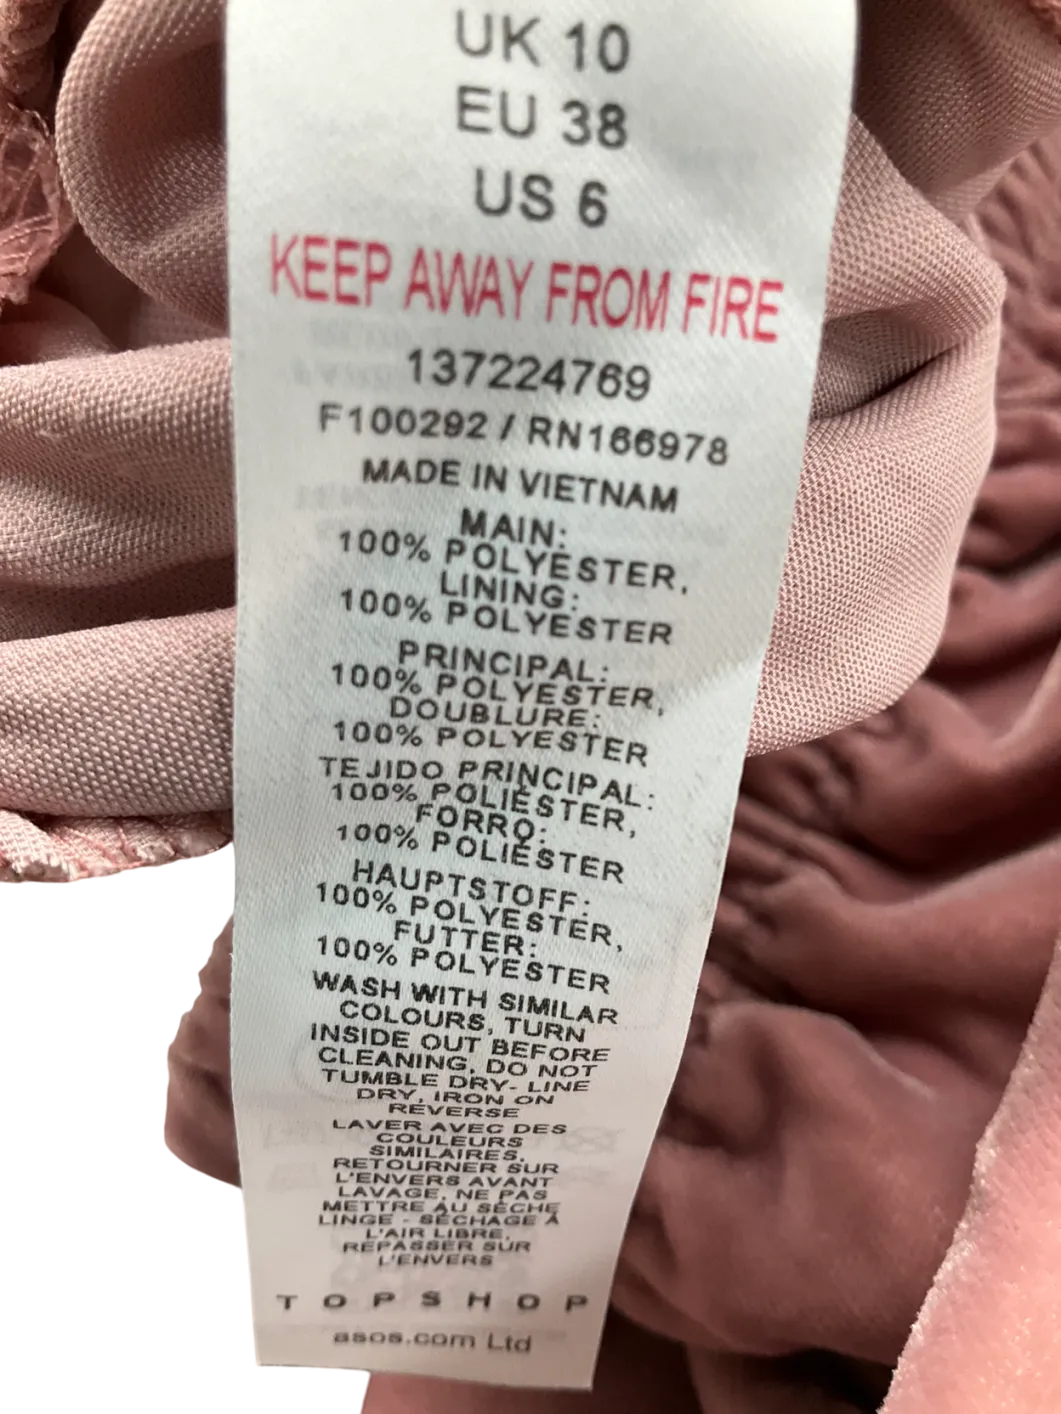 UK 10
EU 38
US 6
KEEP AWAY FROM FIRE
137224769
F100292 / RN166978
MADE IN VIETNAM
MAIN:
100% POLYESTER,
LINING:
100% POLYESTER
PRINCIPAL:
100% POLYESTER,
DOUBLURE:
100% POLYESTER
TEJIDO PRINCIPAL:
100% POLIÉSTER,
FORRO:
100% POLIÉSTER
HAUPTSTOFF:
100% POLYESTER,
FUTTER:
100% POLYESTER
WASH WITH SIMILAR
COLOURS, TURN
INSIDE OUT BEFORE
CLEANING, DO NOT
TUMBLE DRY- LINE
DRY, IRON ON
REVERSE
LAVER AVEC DES
COULEURS
SIMILAIRES,
RETOURNER SUR
L'ENVERS AVANT
LAVAGE, NE PAS
METTRE AU SÈCHE
LINGE - SÉCHAGE À
L'AIR LIBRE,
REPASSER SUR
L'ENVERS
TOPSHOP
asos.com Ltd